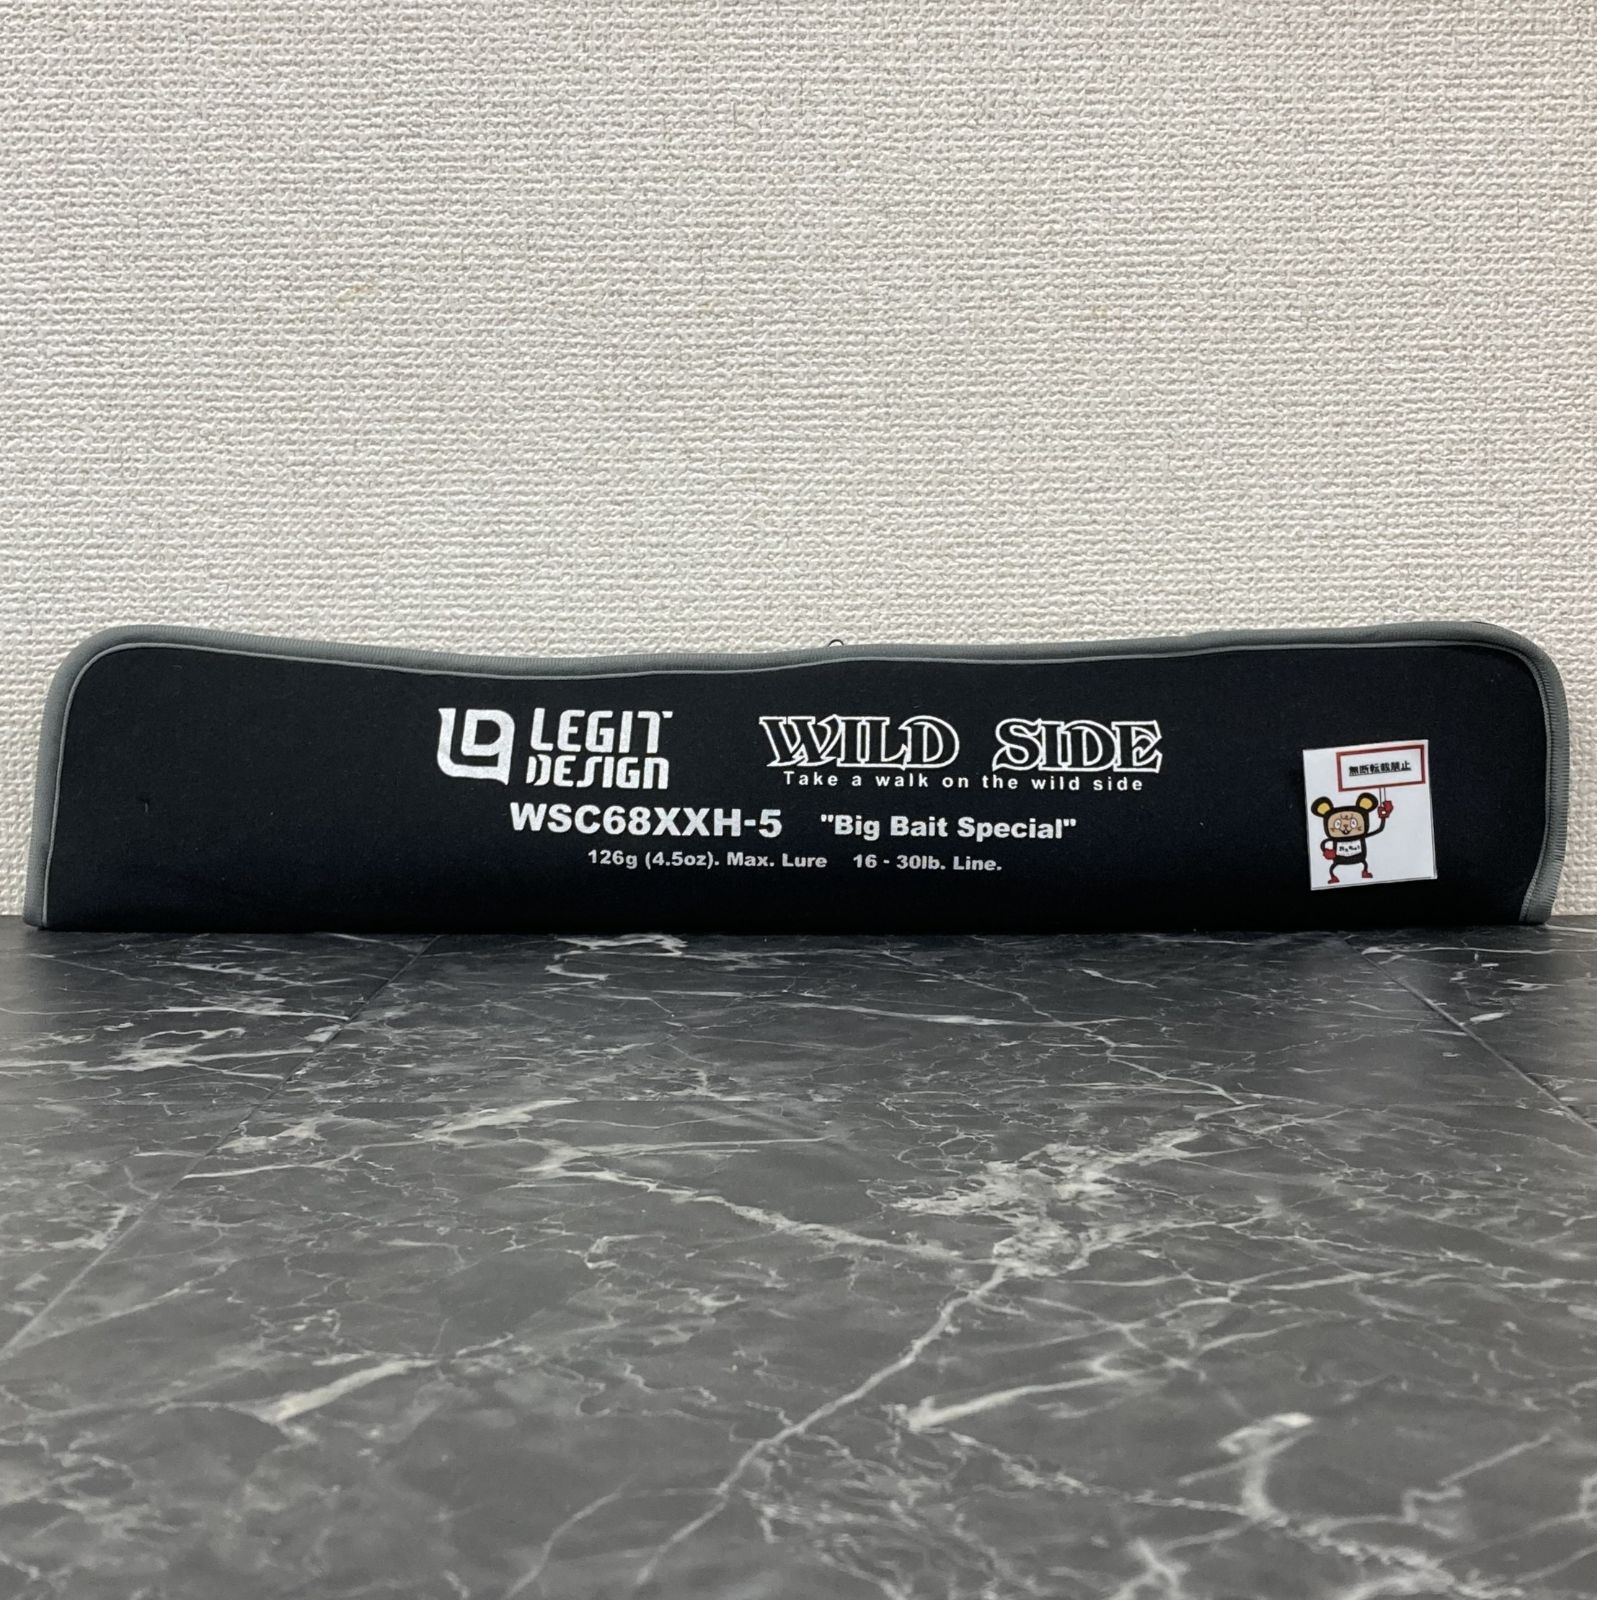 LEGIT
DESIGN
WILD SIDE
Take a walk on the wild side
WSC68XXH-5 "Big Bait Special"
126g (4.5oz). Max. Lure 16 - 30lb. Line.
無断転載禁止